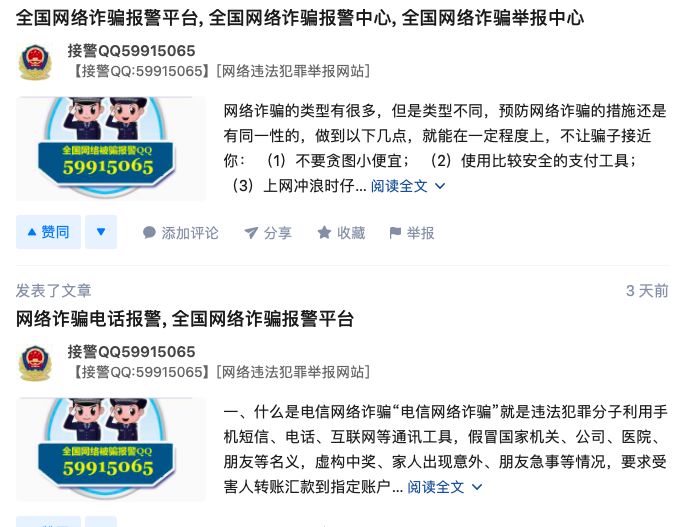 全国网络诈骗报警平台, 全国网络诈骗报警中心, 全国网络诈骗举报中心
接警QQ59915065
【接警QQ:59915065】[网络违法犯罪举报网站]
全国网络被骗报警QQ
59915065
网络诈骗的类型有很多，但是类型不同，预防网络诈骗的措施还是
有同一性的，做到以下几点，就能在一定程度上，不让骗子接近
你： （1）不要贪图小便宜； （2）使用比较安全的支付工具；
（3）上网冲浪时仔... 阅读全文
赞同 添加评论 分享 收藏 举报
发表了文章 3 天前
网络诈骗电话报警, 全国网络诈骗报警平台
接警QQ59915065
【接警QQ:59915065】[网络违法犯罪举报网站]
全国网络被骗报警QQ
59915065
一、什么是电信网络诈骗“电信网络诈骗”就是违法犯罪分子利用手
机短信、电话、互联网等通讯工具，假冒国家机关、公司、医院、
朋友等名义，虚构中奖、家人出现意外、朋友急事等情况，要求受
害人转账汇款到指定账户... 阅读全文